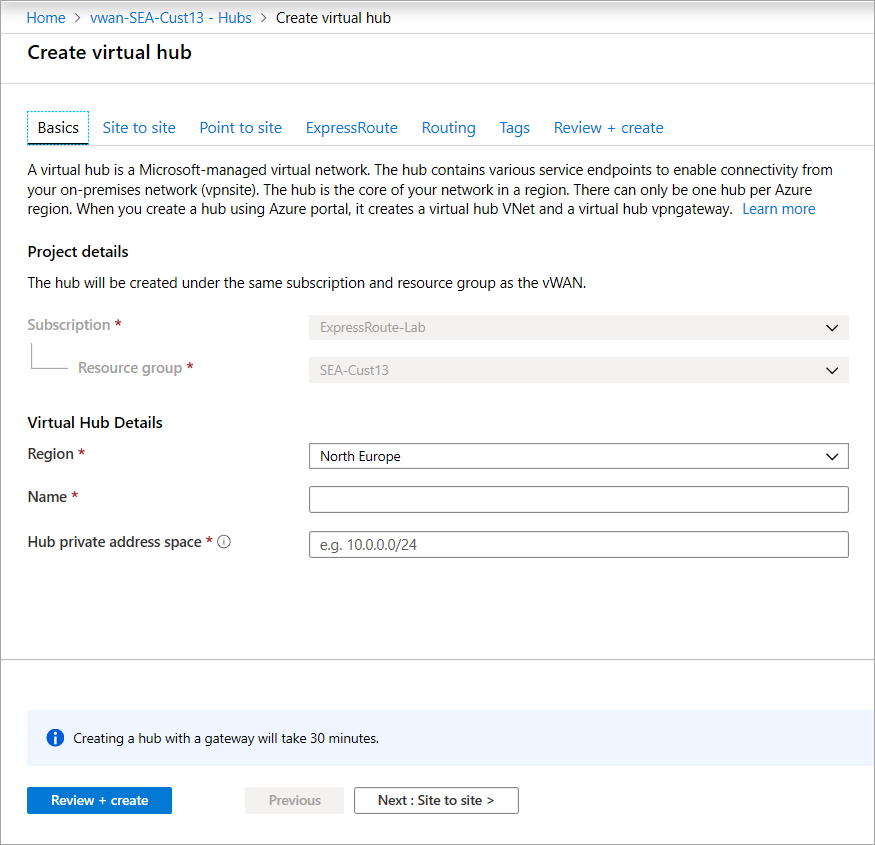 Home > vwan-SEA-Cust13 - Hubs > Create virtual hub
Create virtual hub
Basics Site to site Point to site ExpressRoute Routing Tags Review + create
A virtual hub is a Microsoft-managed virtual network. The hub contains various service endpoints to enable connectivity from
your on-premises network (vpnsite). The hub is the core of your network in a region. There can only be one hub per Azure
region. When you create a hub using Azure portal, it creates a virtual hub VNet and a virtual hub vpngateway. Learn more
Project details
The hub will be created under the same subscription and resource group as the vWAN.
Subscription * ExpressRoute-Lab
Resource group * SEA-Cust13
Virtual Hub Details
Region * North Europe
Name *
Hub private address space * e.g. 10.0.0.0/24
Creating a hub with a gateway will take 30 minutes.
Review + create Previous Next : Site to site >